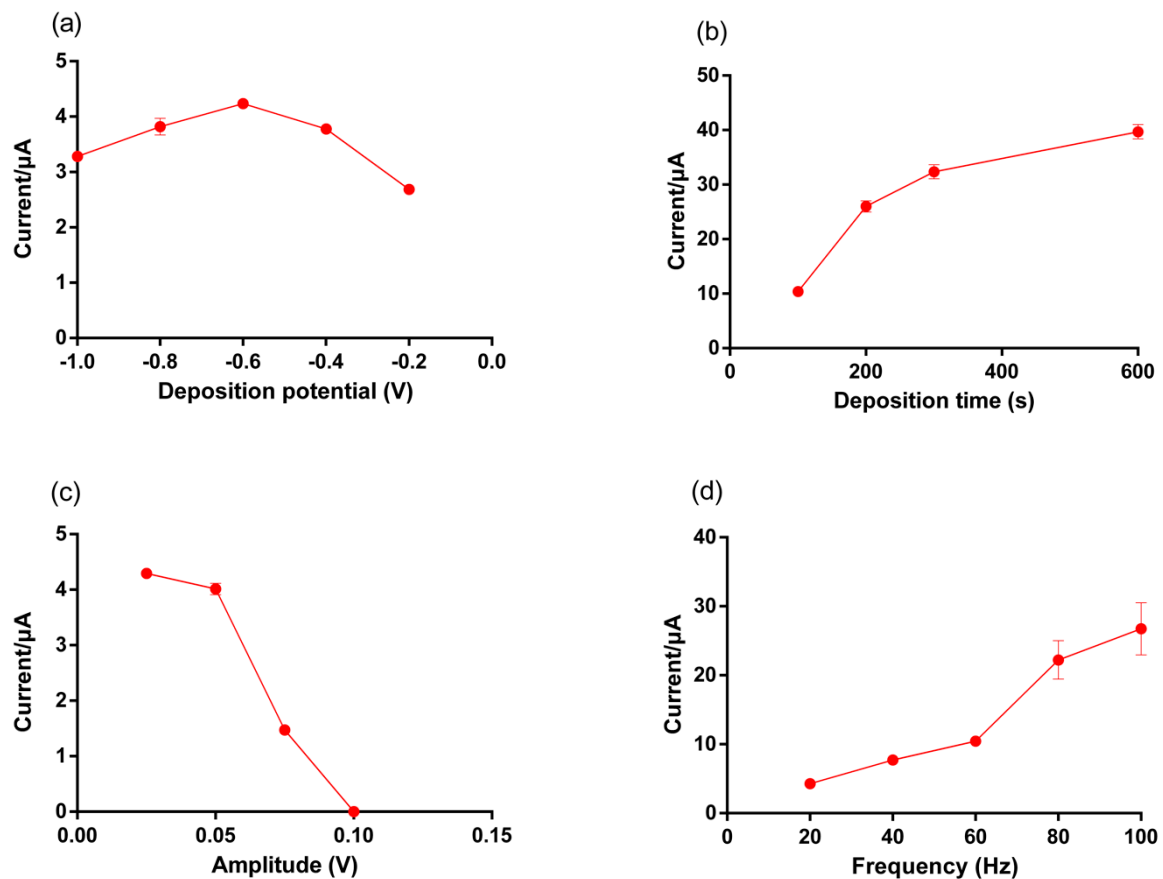 (a)
5
4
3
2
1
0
Current/µA
-1.0 -0.8 -0.6 -0.4 -0.2 0.0
Deposition potential (V)
(b)
50
40
30
20
10
0
Current/µA
0 200 400 600
Deposition time (s)
(c)
5
4
3
2
1
0
Current/µA
0.00 0.05 0.10 0.15
Amplitude (V)
(d)
40
30
20
10
0
Current/µA
0 20 40 60 80 100
Frequency (Hz)